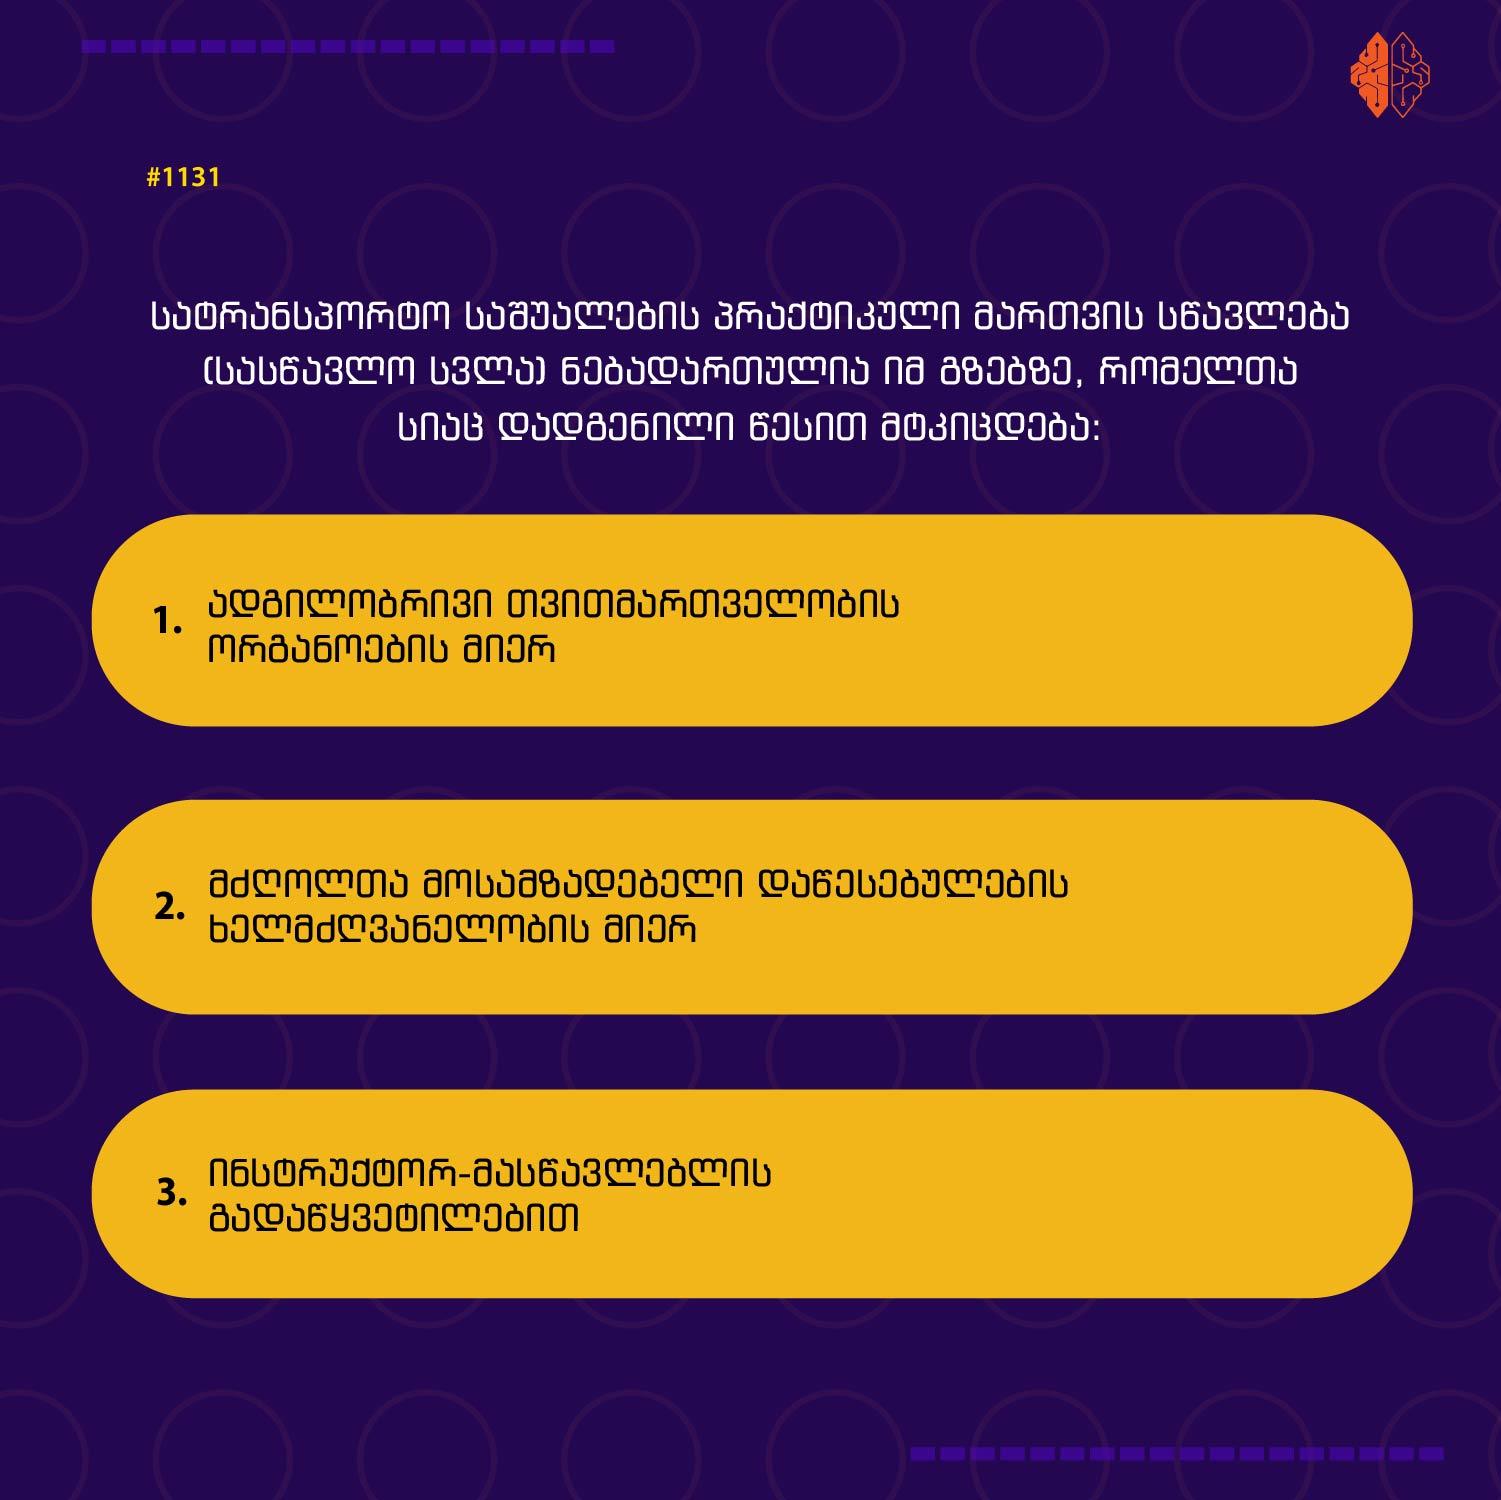 #1131
სატრანსპორტო საშუალების პრაქტიკული მართვის სწავლება
(სასწავლო სვლა) ნებადართულია იმ გზებზე, რომელთა
სიაც დადგენილი წესით მტკიცდება:
1. ადგილობრივი თვითმართველობის
ორგანოების მიერ
2. მძღოლთა მოსამზადებელი დაწესებულების
ხელმძღვანელობის მიერ
3. ინსტრუქტორ-მასწავლებლის
გადაწყვეტილებით